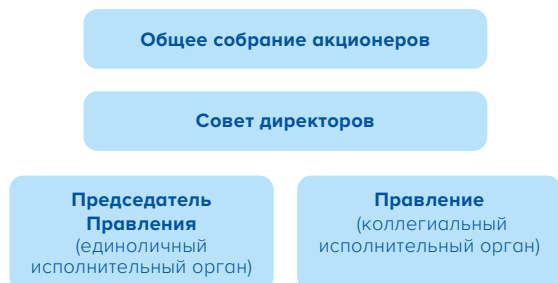 Общее собрание акционеров
Совет директоров
Председатель
Правления
(единоличный
исполнительный орган)
Правление
(коллегиальный
исполнительный орган)